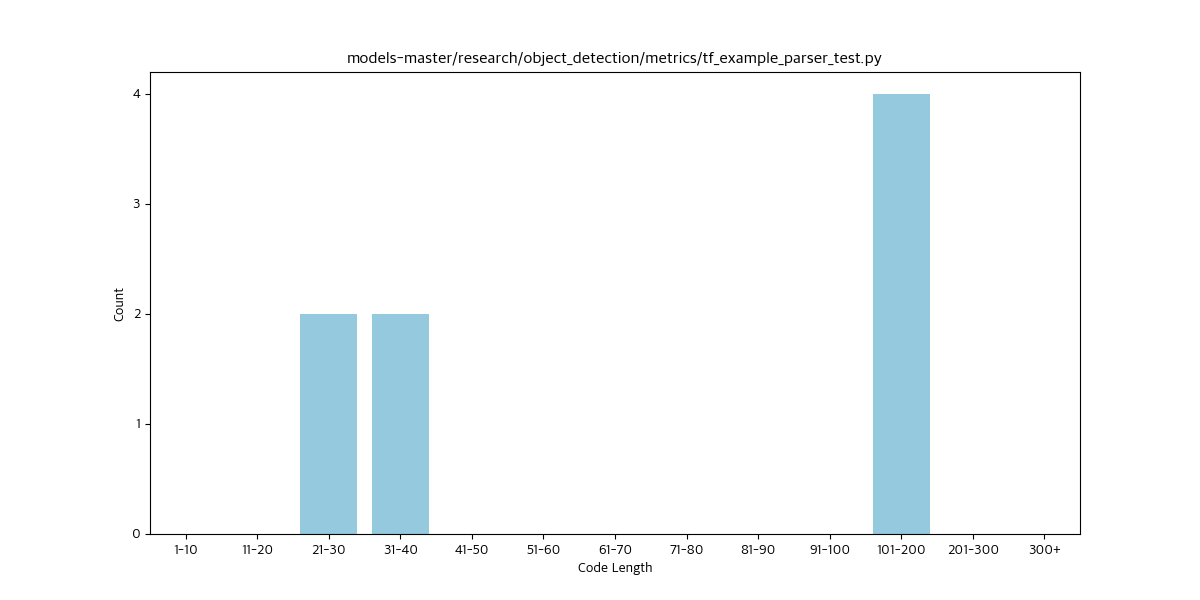 models-master/research/object_detection/metrics/tf_example_parser_test.py
4
3
2
1
0
Count
1-10 11-20 21-30 31-40 41-50 51-60 61-70 71-80 81-90 91-100 101-200 201-300 300+
Code Length